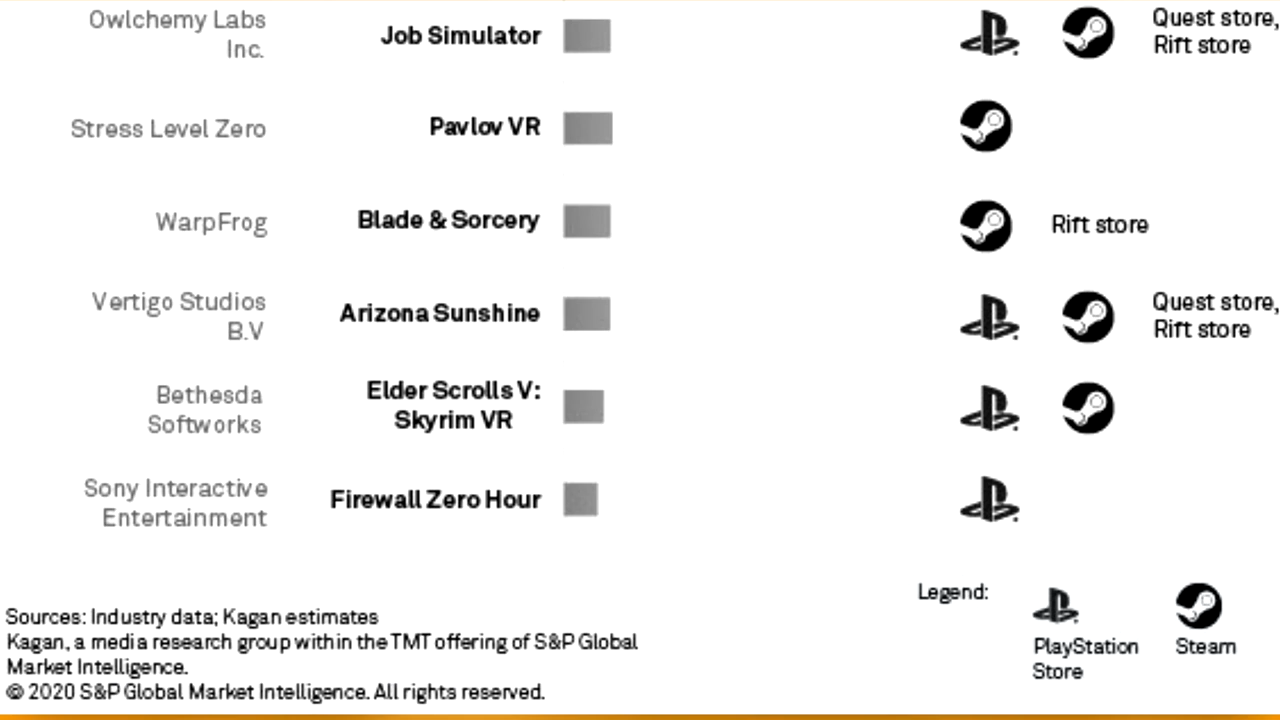 Owlchemy Labs
Inc.
Job Simulator
Quest store,
Rift store
Stress Level Zero
Pavlov VR
WarpFrog
Blade & Sorcery
Rift store
Vertigo Studios
B.V
Arizona Sunshine
Quest store,
Rift store
Bethesda
Softworks
Elder Scrolls V:
Skyrim VR
Sony Interactive
Entertainment
Firewall Zero Hour
Legend:
PlayStation
Store
Steam
Sources: Industry data; Kagan estimates
Kagan, a media research group within the TMT offering of S&P Global
Market Intelligence.
© 2020 S&P Global Market Intelligence. All rights reserved.